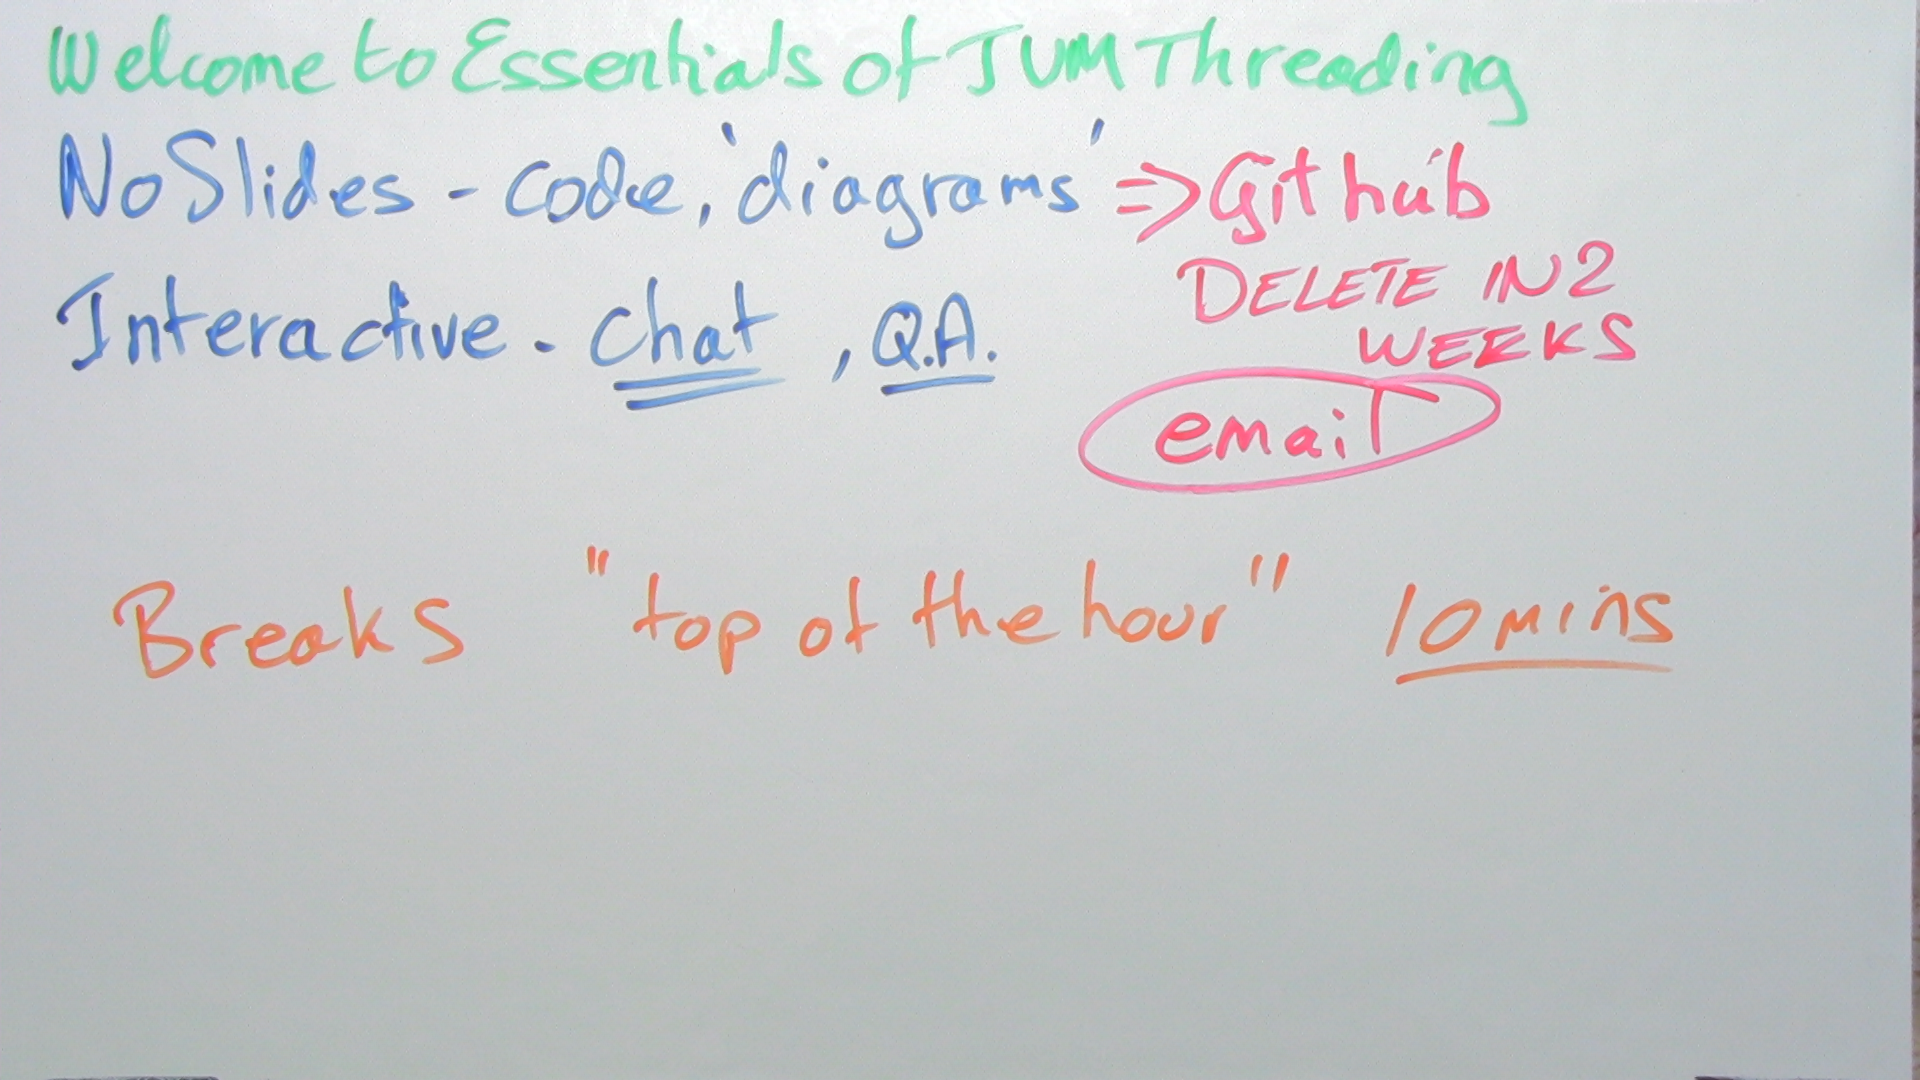 Welcome to Essentials of JVM Threading
No Slides - code, 'diagrams' => Github
DELETE IN 2
WEEKS
Interactive - chat, Q.A.
email
Breaks "top of the hour" 10 mins